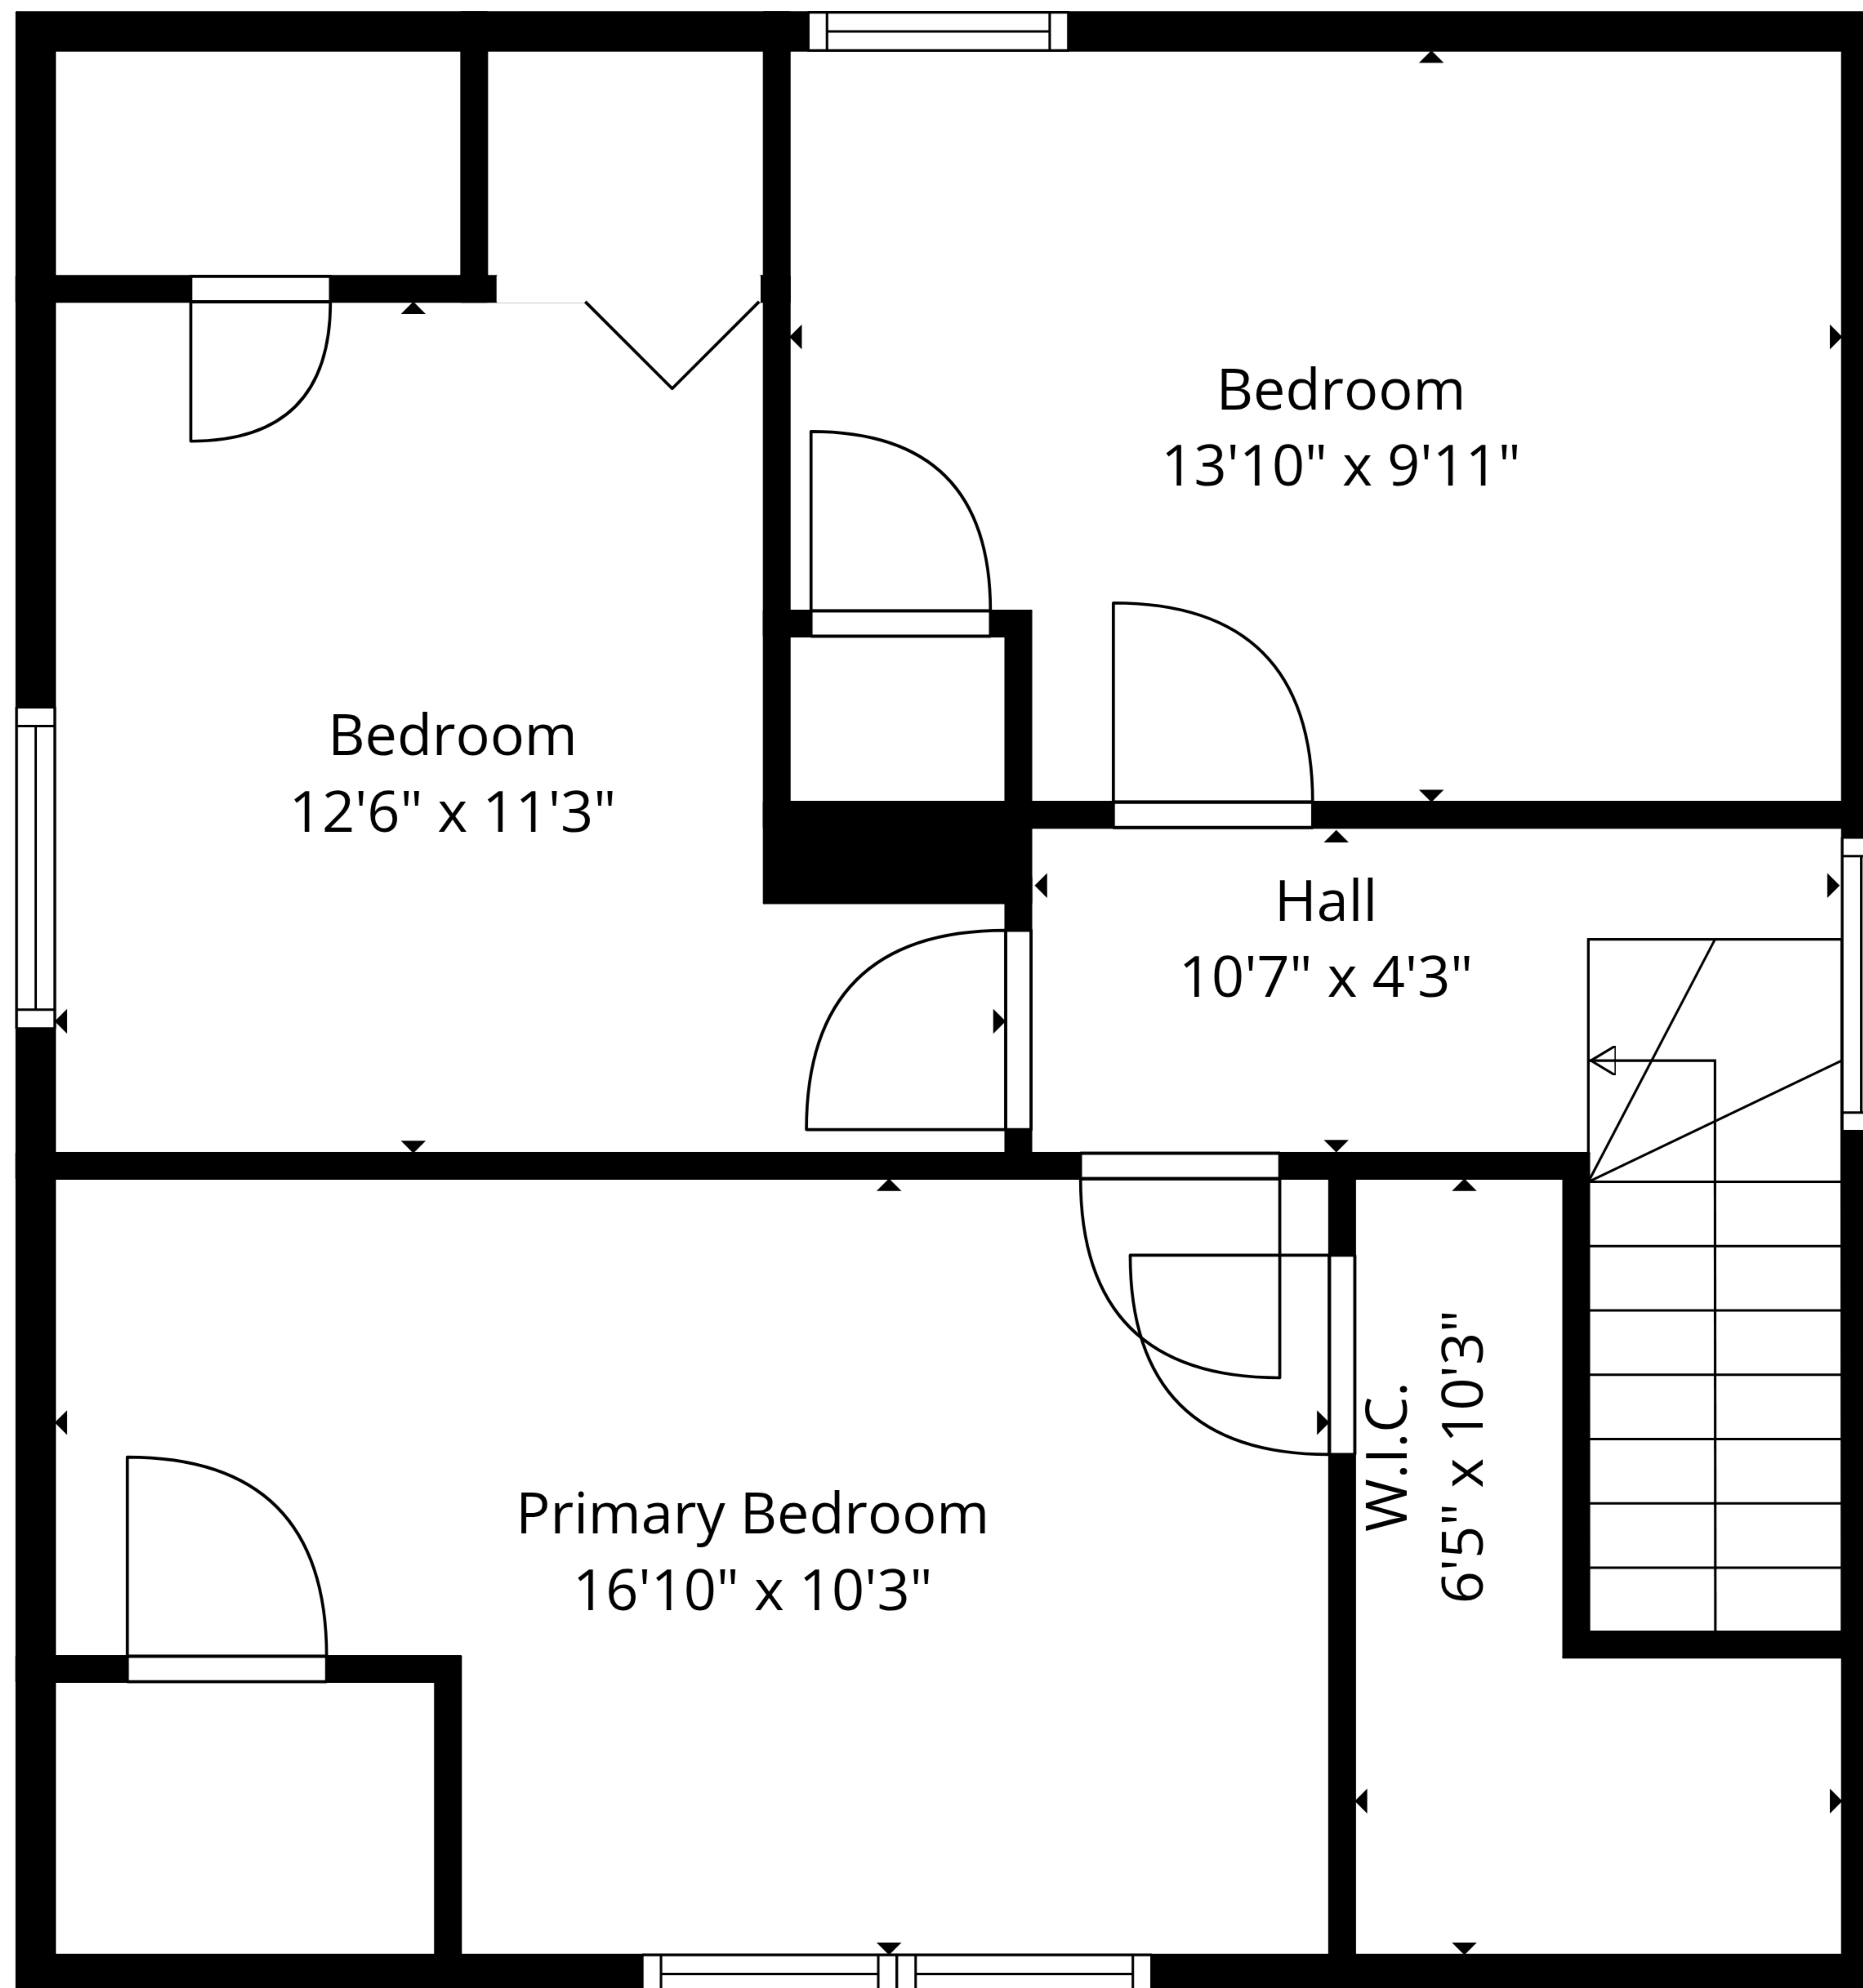 Bedroom
13'10" x 9'11"
Bedroom
12'6" x 11'3"
Hall
10'7" x 4'3"
W.I.C.
6'5" x 10'3"
Primary Bedroom
16'10" x 10'3"